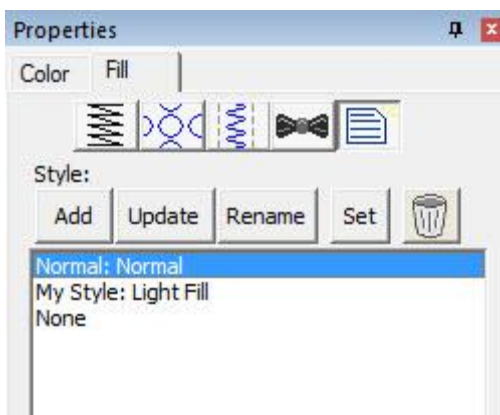 Properties
Color Fill
Style:
Add Update Rename Set
Normal: Normal
My Style: Light Fill
None